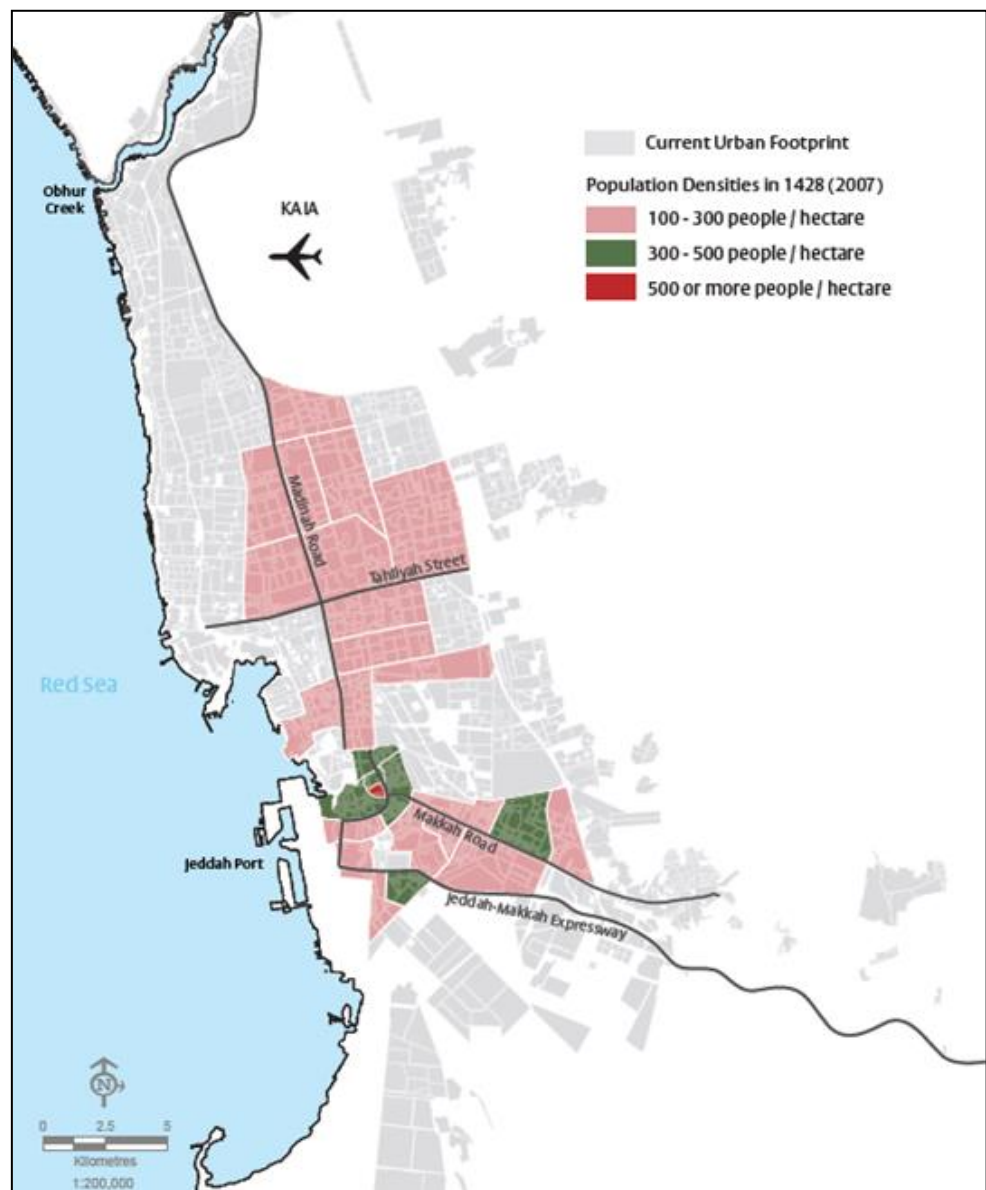 Current Urban Footprint
Population Densities in 1428 (2007)
100 - 300 people / hectare
300 - 500 people / hectare
500 or more people / hectare
Obhur
Creek
KAIA
Madinah Road
Tahliyah Street
Red Sea
Makkah Road
Jeddah Port
Jeddah-Makkah Expressway
N
0 2.5 5
Kilometres
1:200,000